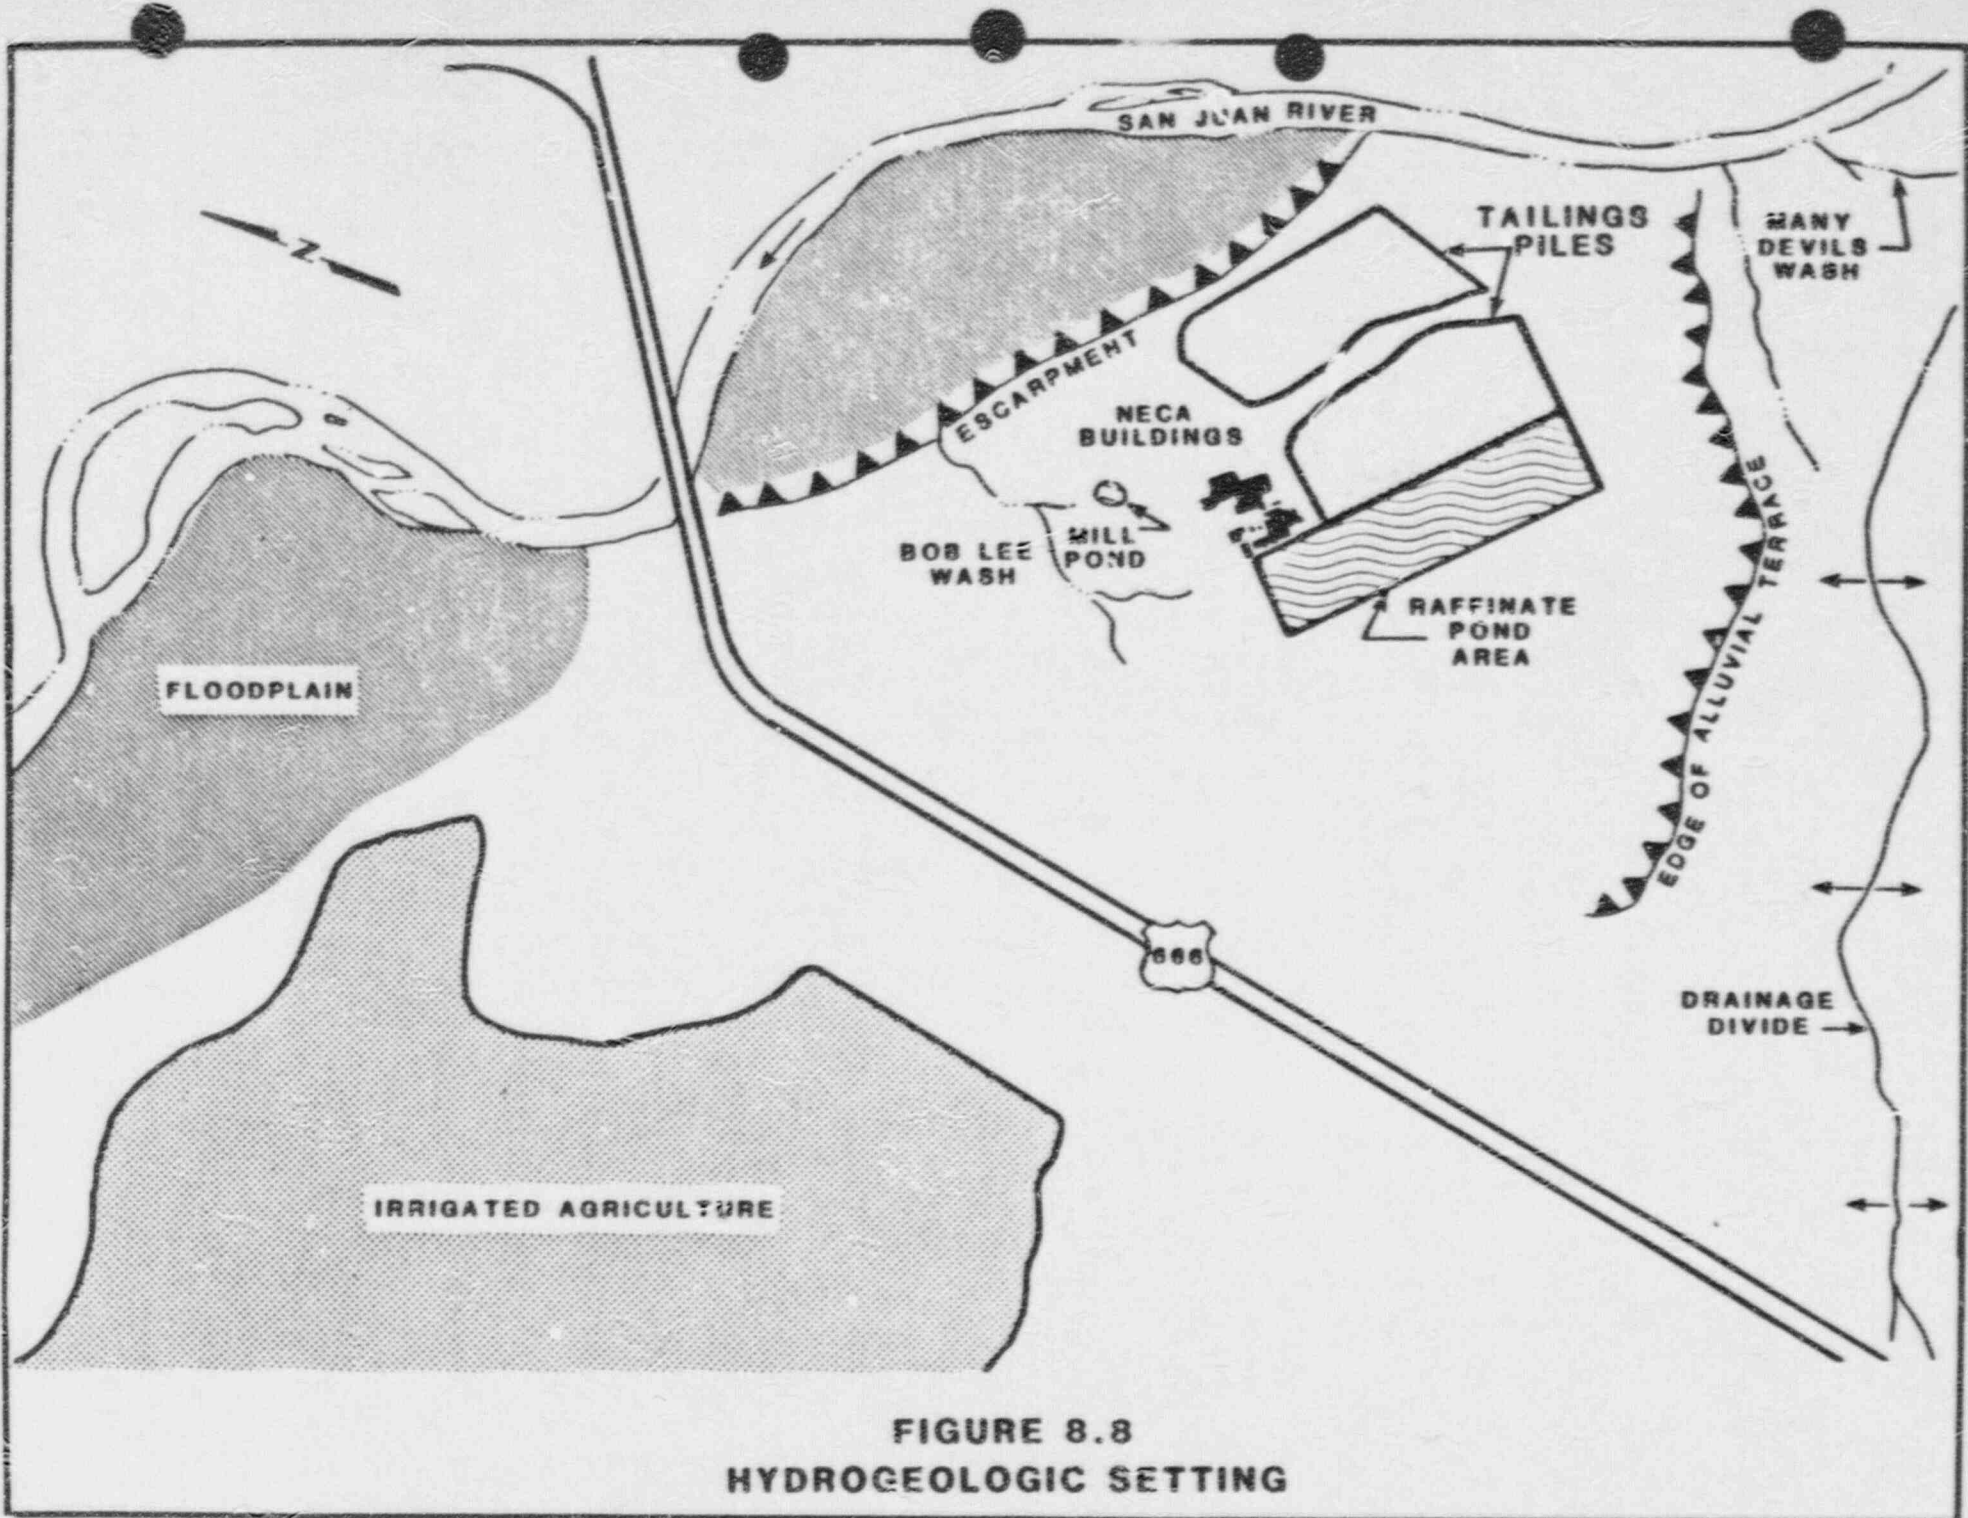 SAN JUAN RIVER
N
TAILINGS
PILES
MANY
DEVILS
WASH
ESCARPMENT
NECA
BUILDINGS
BOB LEE
WASH
MILL
POND
RAFFINATE
POND
AREA
EDGE OF ALLUVIAL TERRACE
FLOODPLAIN
666
DRAINAGE
DIVIDE
IRRIGATED AGRICULTURE
FIGURE 8.8
HYDROGEOLOGIC SETTING